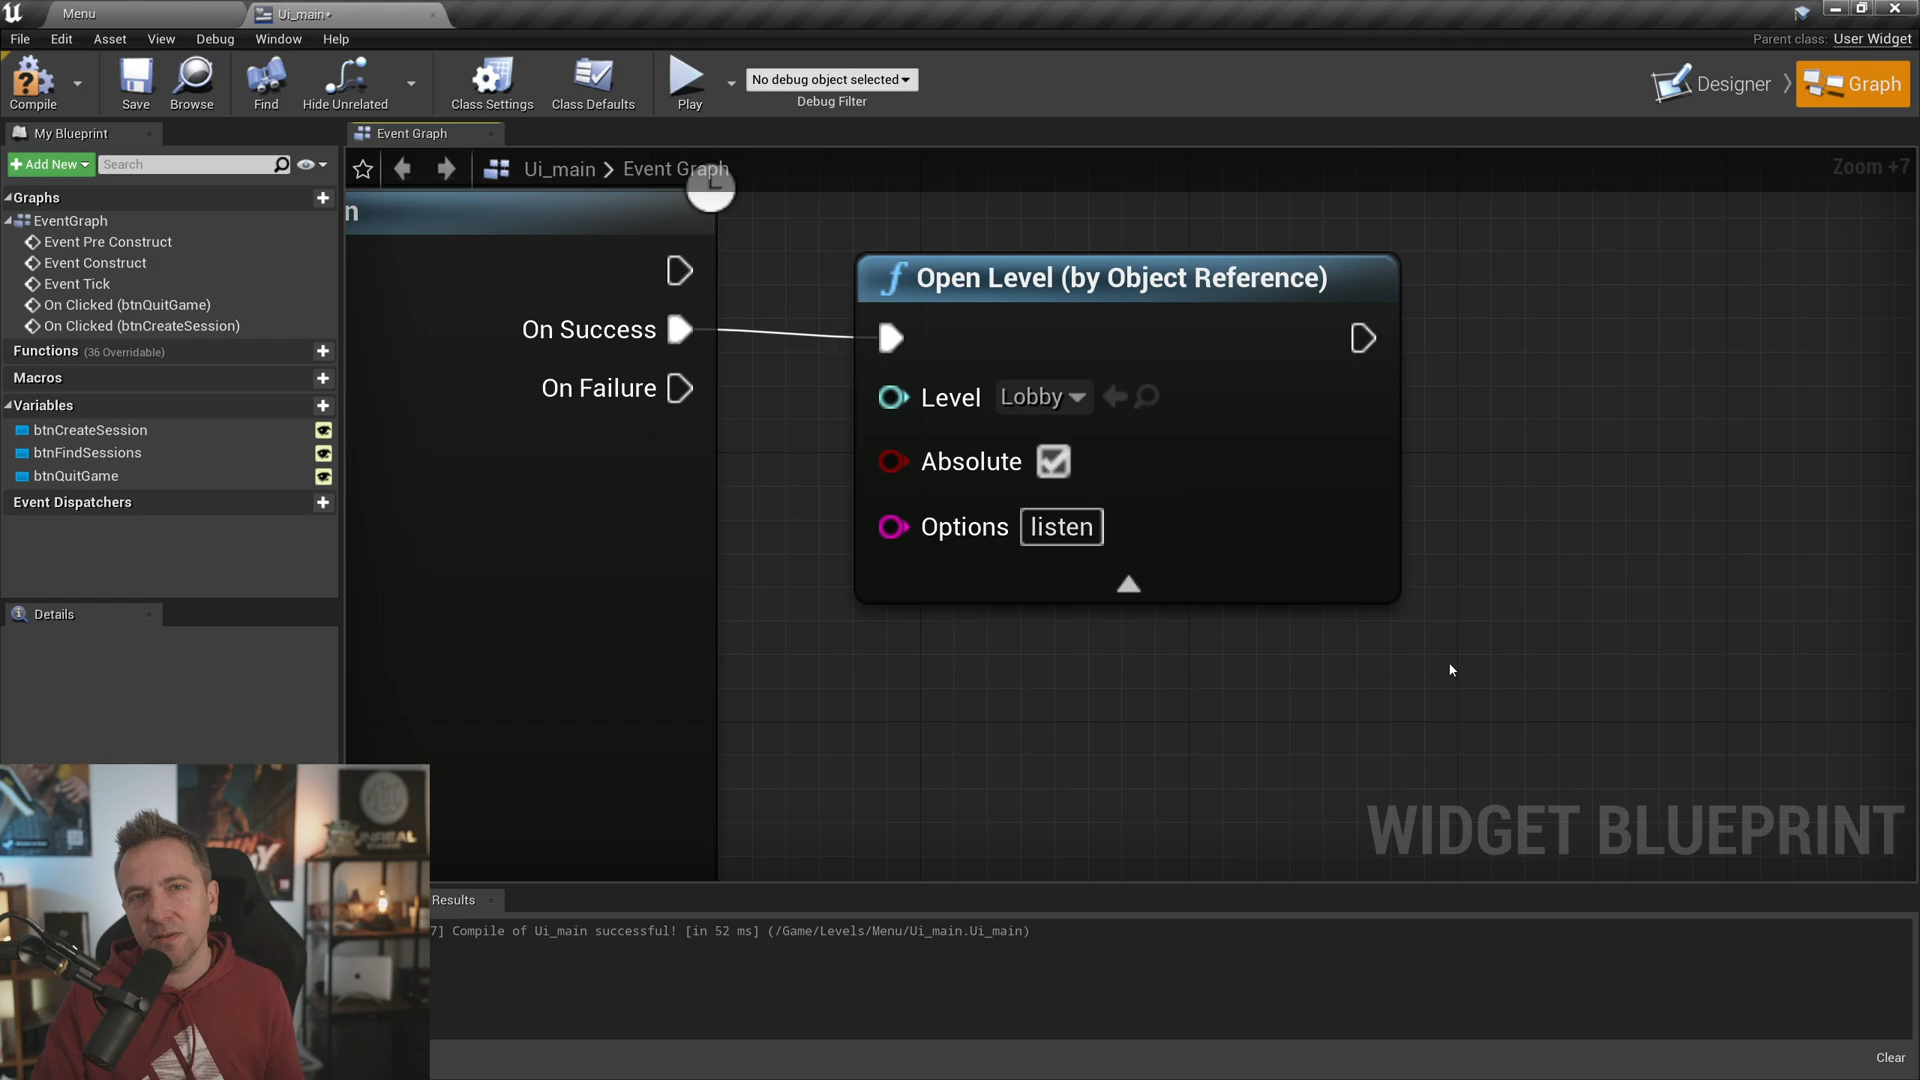 Menu
Ui_main*
File Edit Asset View Debug Window Help
Parent class: User Widget
Compile Save Browse Find Hide Unrelated Class Settings Class Defaults Play
No debug object selected
Debug Filter
Designer Graph
My Blueprint
Event Graph
Add New
Search
Ui_main > Event Graph
Zoom +7
Graphs
EventGraph
Event Pre Construct
Event Construct
Event Tick
On Clicked (btnQuitGame)
On Clicked (btnCreateSession)
Functions (36 Overridable)
Macros
Variables
btnCreateSession
btnFindSessions
btnQuitGame
Event Dispatchers
Details
n
On Success
On Failure
Open Level (by Object Reference)
Level Lobby
Absolute
Options listen
WIDGET BLUEPRINT
Results
7] Compile of Ui_main successful! [in 52 ms] (/Game/Levels/Menu/Ui_main.Ui_main)
Clear